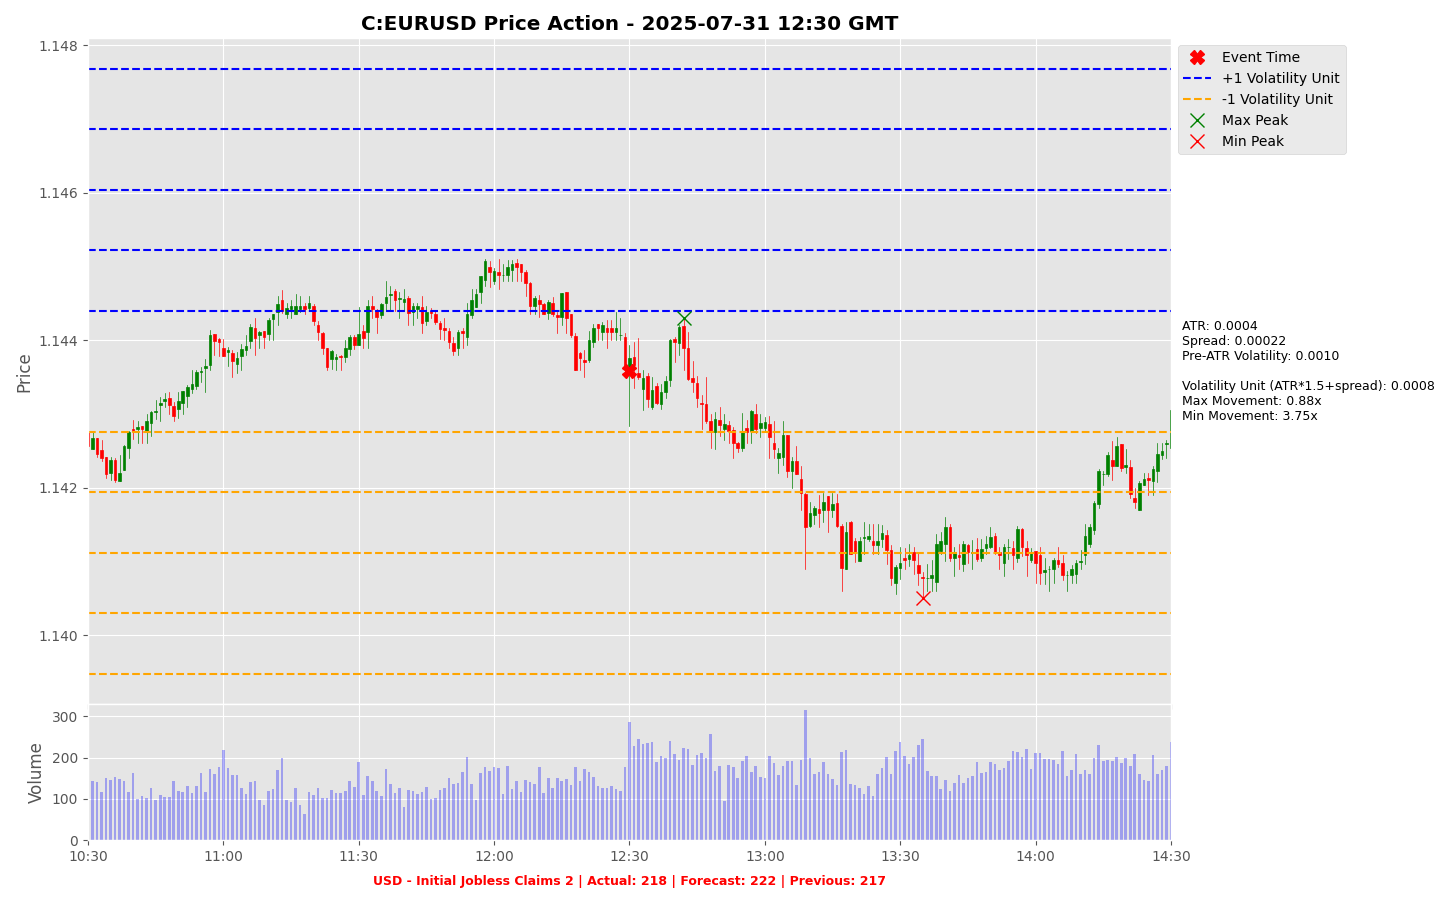 C:EURUSD Price Action - 2025-07-31 12:30 GMT
Price
1.148
1.146
1.144
1.142
1.140
Event Time
+1 Volatility Unit
-1 Volatility Unit
Max Peak
Min Peak
ATR: 0.0004
Spread: 0.00022
Pre-ATR Volatility: 0.0010
Volatility Unit (ATR*1.5+spread): 0.0008
Max Movement: 0.88x
Min Movement: 3.75x
Volume
300
200
100
0
10:30 11:00 11:30 12:00 12:30 13:00 13:30 14:00 14:30
USD - Initial Jobless Claims 2 | Actual: 218 | Forecast: 222 | Previous: 217